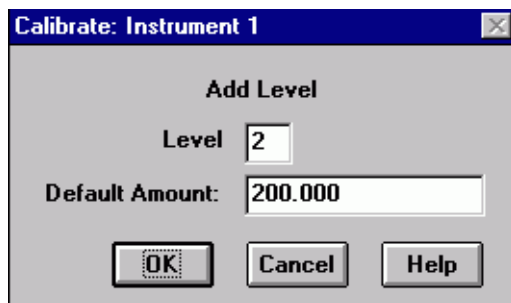 Calibrate: Instrument 1
Add Level
Level 2
Default Amount: 200.000
OK Cancel Help